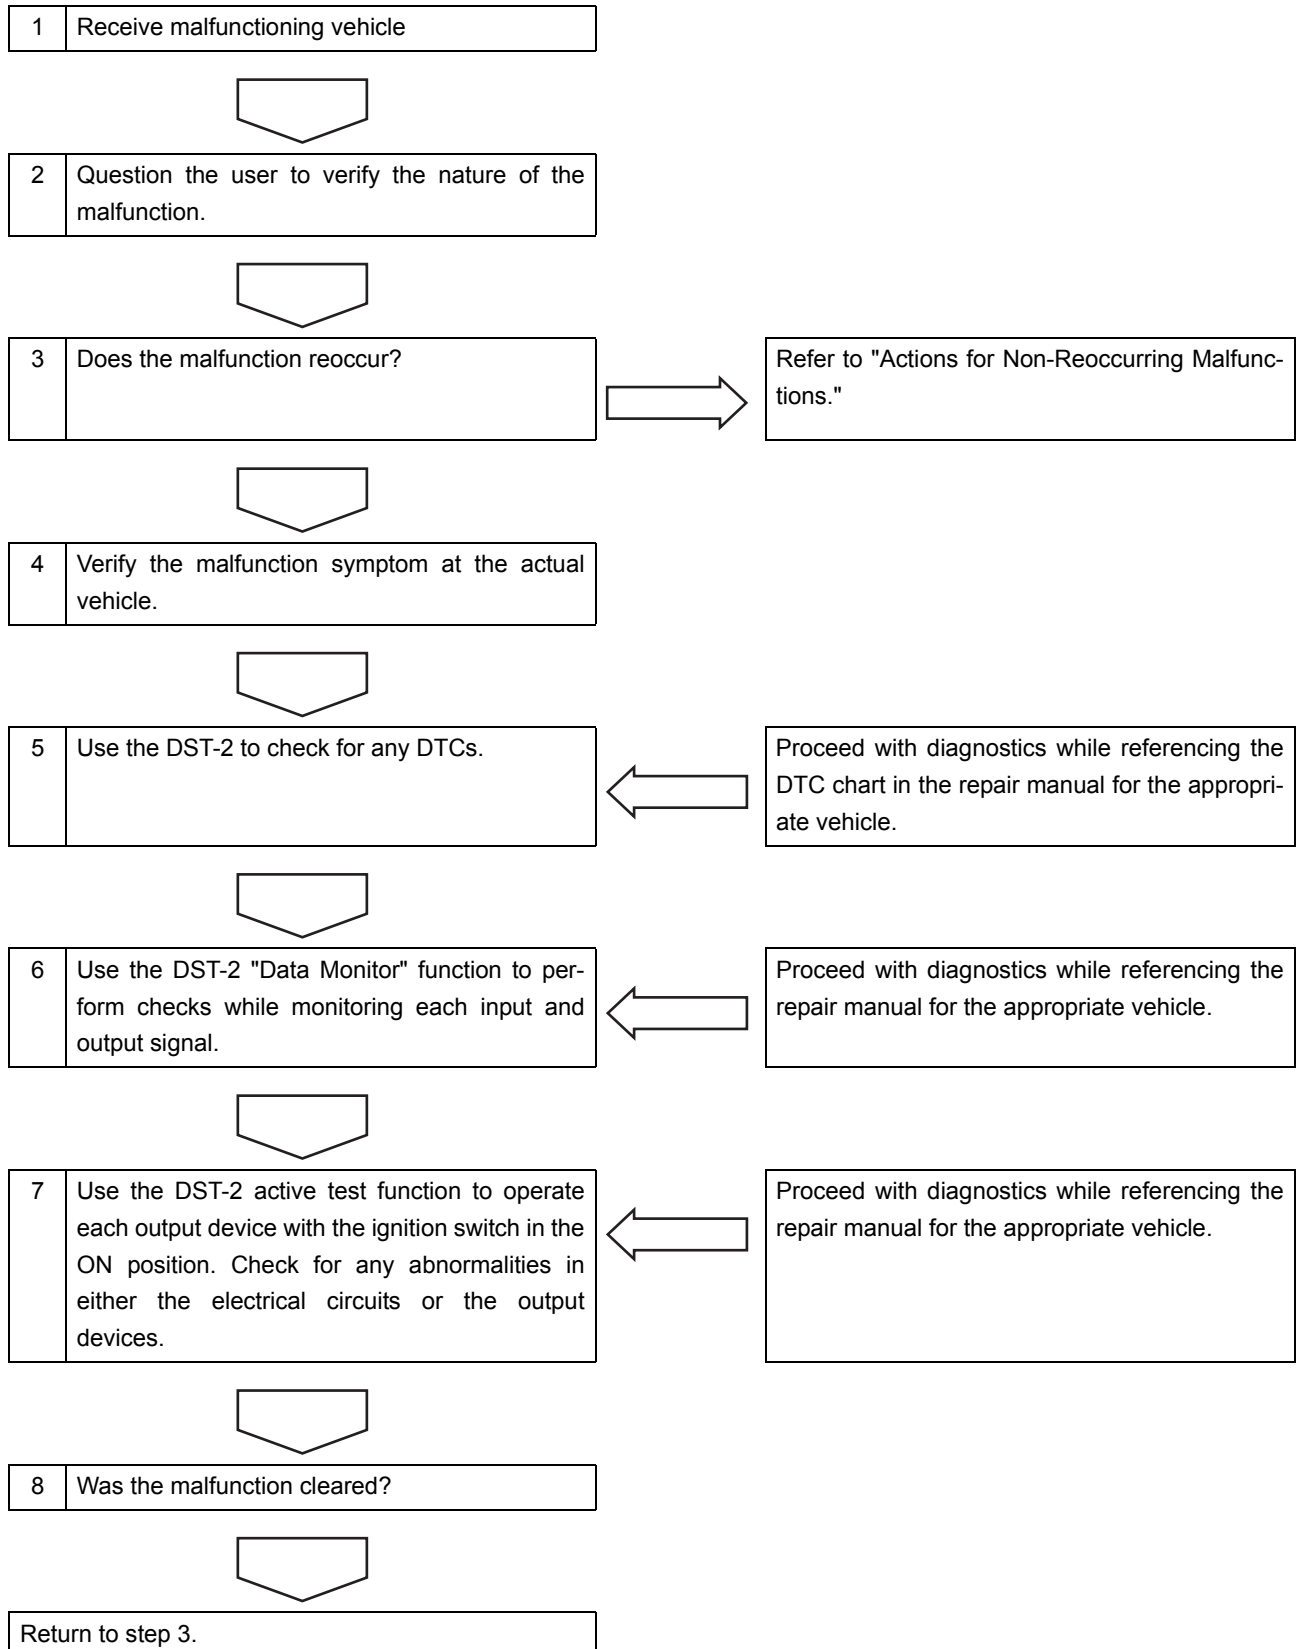 1 Receive malfunctioning vehicle
2 Question the user to verify the nature of the
malfunction.
3 Does the malfunction reoccur?
Refer to "Actions for Non-Reoccurring Malfunc-
tions."
4 Verify the malfunction symptom at the actual
vehicle.
5 Use the DST-2 to check for any DTCs.
Proceed with diagnostics while referencing the
DTC chart in the repair manual for the appropri-
ate vehicle.
6 Use the DST-2 "Data Monitor" function to per-
form checks while monitoring each input and
output signal.
Proceed with diagnostics while referencing the
repair manual for the appropriate vehicle.
7 Use the DST-2 active test function to operate
each output device with the ignition switch in the
ON position. Check for any abnormalities in
either the electrical circuits or the output
devices.
Proceed with diagnostics while referencing the
repair manual for the appropriate vehicle.
8 Was the malfunction cleared?
Return to step 3.